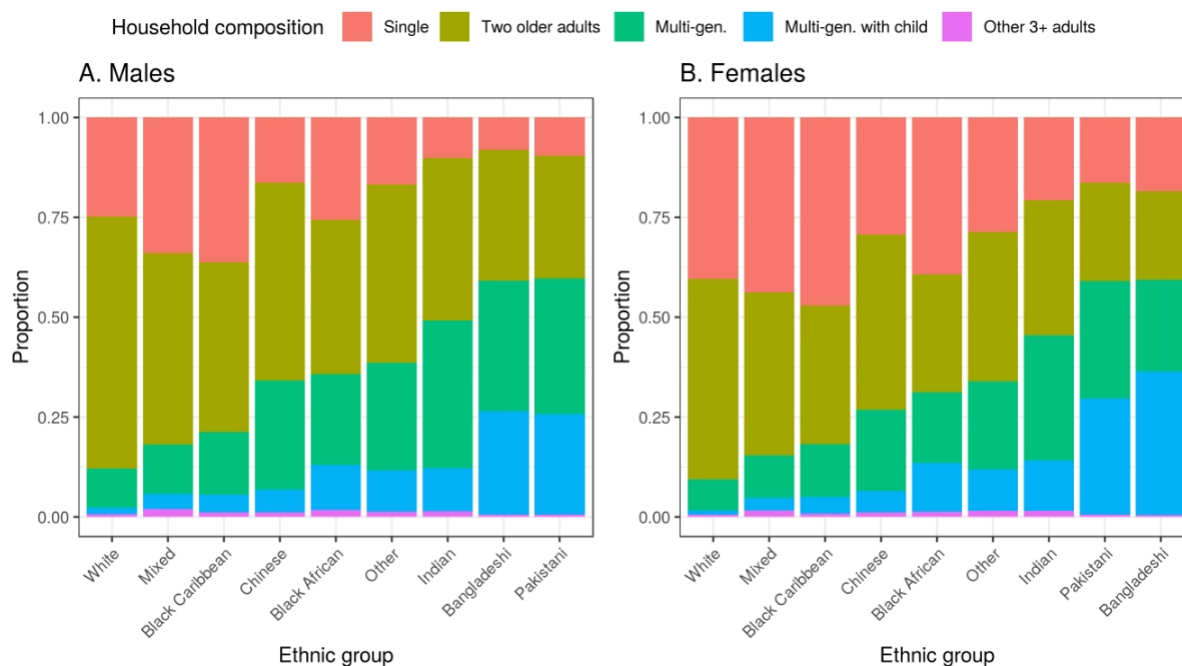 Household composition Single Two older adults Multi-gen. Multi-gen. with child Other 3+ adults
A. Males
1.00
0.75
0.50
0.25
0.00
Proportion
White Mixed Black Caribbean Chinese Black African Other Indian Bangladeshi Pakistani
Ethnic group
B. Females
1.00
0.75
0.50
0.25
0.00
Proportion
White Mixed Black Caribbean Chinese Black African Other Indian Pakistani Bangladeshi
Ethnic group